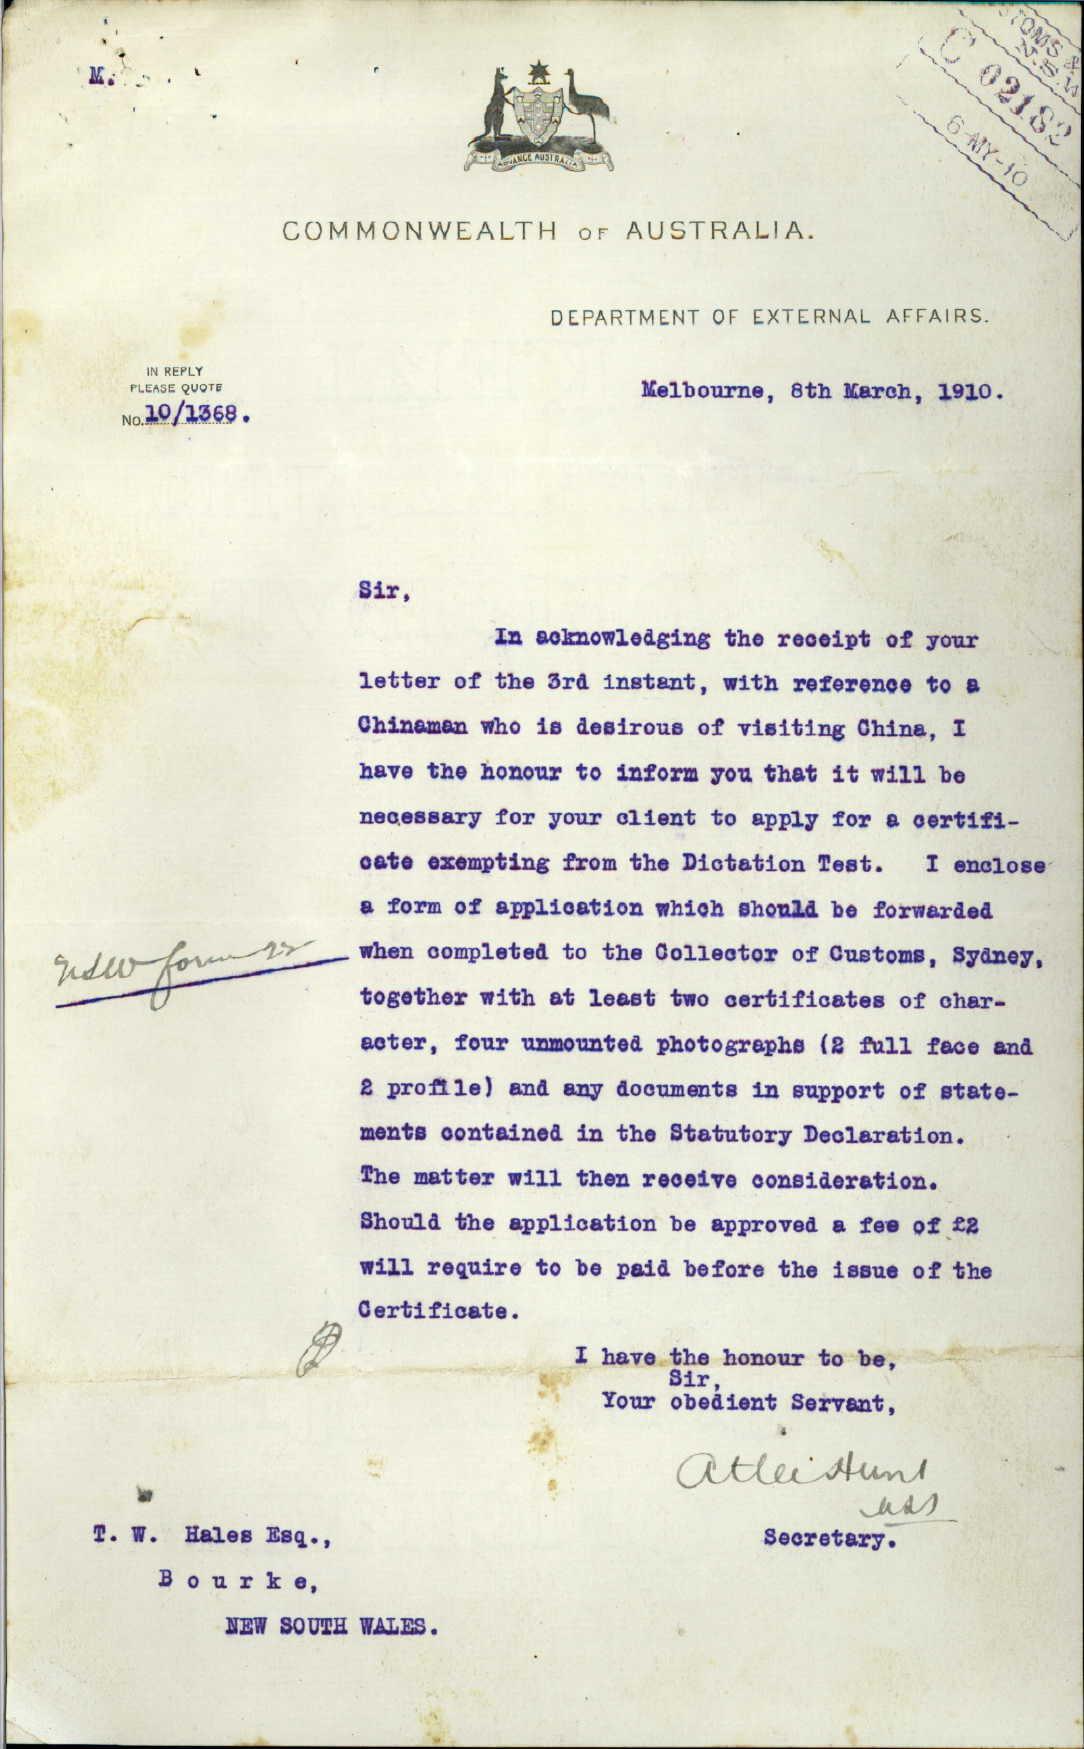 M.
CUSTOMS &
N.S.W
C 02182
6-MY-10
ADVANCE AUSTRALIA
COMMONWEALTH OF AUSTRALIA.
DEPARTMENT OF EXTERNAL AFFAIRS.
IN REPLY
PLEASE QUOTE
No. 10/1368.
Melbourne, 8th March, 1910.
Sir,
In acknowledging the receipt of your
letter of the 3rd instant, with reference to a
Chinaman who is desirous of visiting China, I
have the honour to inform you that it will be
necessary for your client to apply for a certifi-
cate exempting from the Dictation Test. I enclose
a form of application which should be forwarded
NSW form 22
when completed to the Collector of Customs, Sydney,
together with at least two certificates of char-
acter, four unmounted photographs (2 full face and
2 profile) and any documents in support of state-
ments contained in the Statutory Declaration.
The matter will then receive consideration.
Should the application be approved a fee of £2
will require to be paid before the issue of the
Certificate.
I have the honour to be,
Sir,
Your obedient Servant,
Atlee Hunt
Secretary.
T. W. Hales Esq.,
Bourke,
NEW SOUTH WALES.